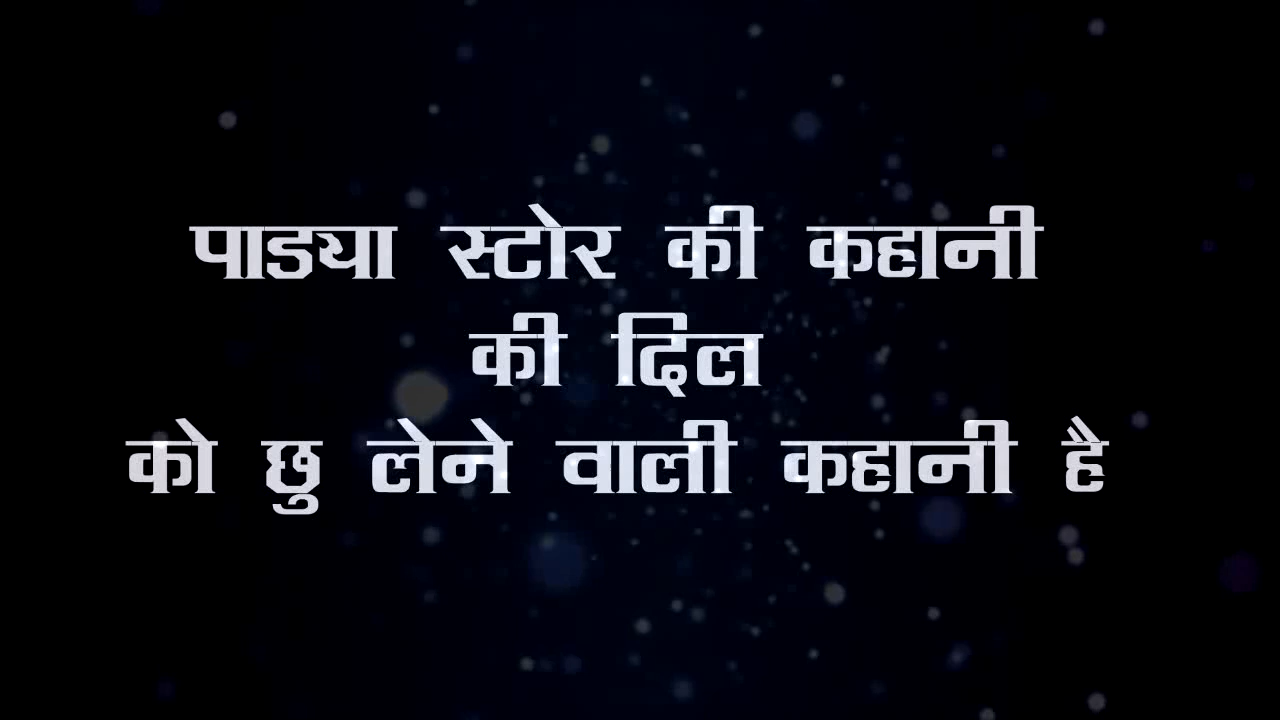 पाड्या स्टोर की कहानी
की दिल
को छु लेने वाली कहानी है